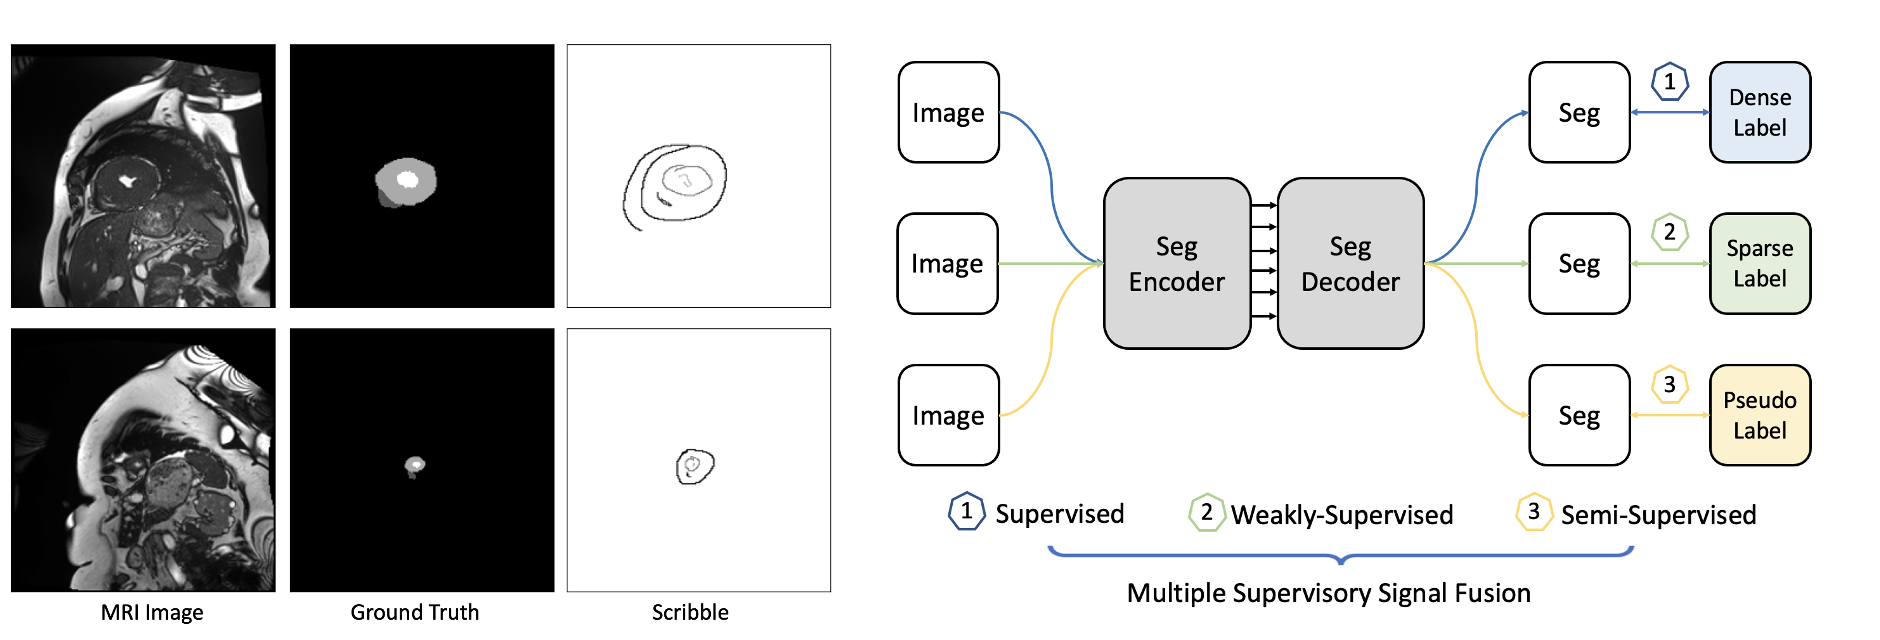 MRI Image
Ground Truth
Scribble
Image
Image
Image
Seg
Encoder
Seg
Decoder
Seg
1
Dense
Label
Seg
2
Sparse
Label
Seg
3
Pseudo
Label
1 Supervised
2 Weakly-Supervised
3 Semi-Supervised
Multiple Supervisory Signal Fusion